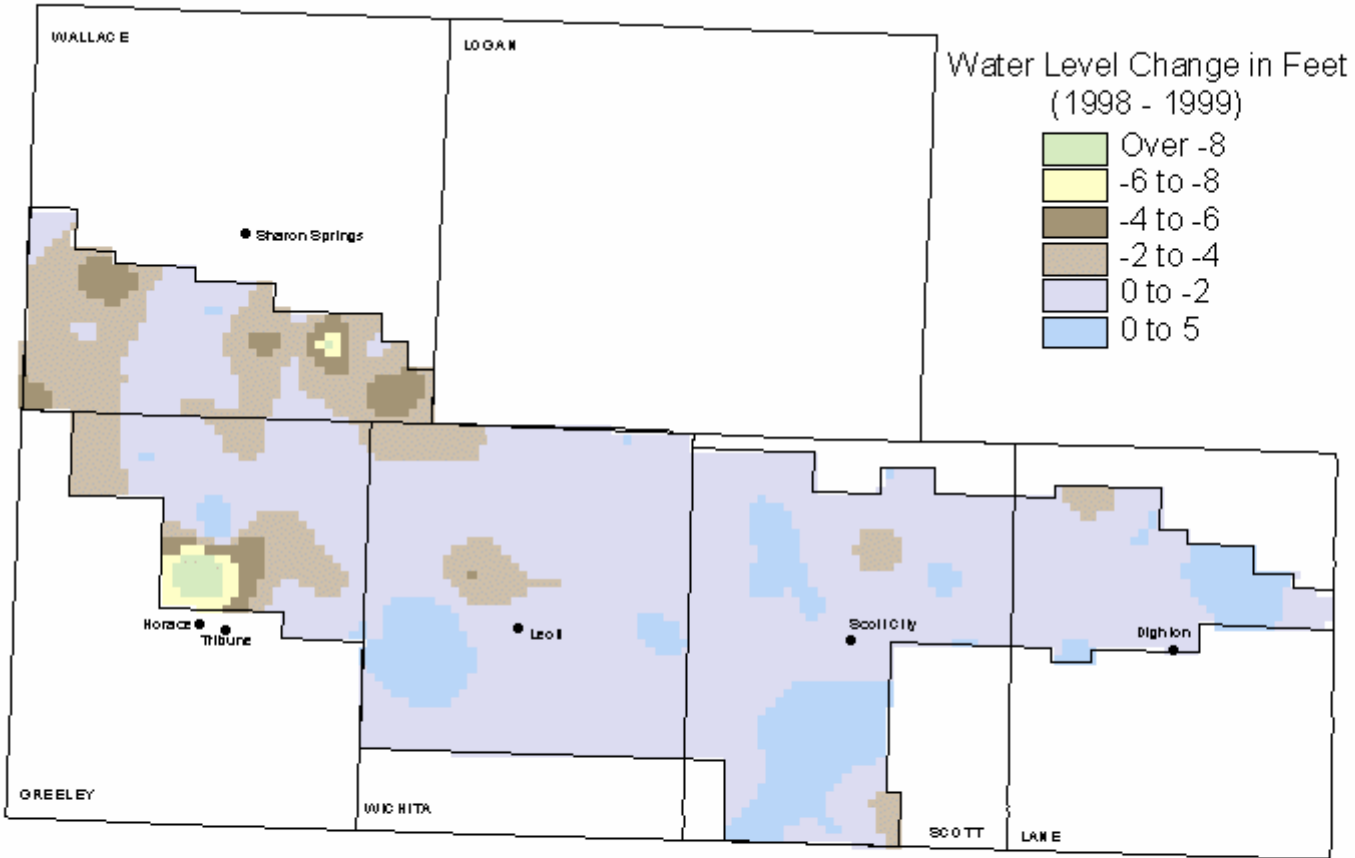 WALLACE
LOGAN
Water Level Change in Feet
(1998 - 1999)
Over -8
-6 to -8
-4 to -6
-2 to -4
0 to -2
0 to 5
Sharon Springs
Horace
Tribune
Leoti
Scott City
Dighton
GREELEY
WICHITA
SCOTT
LANE